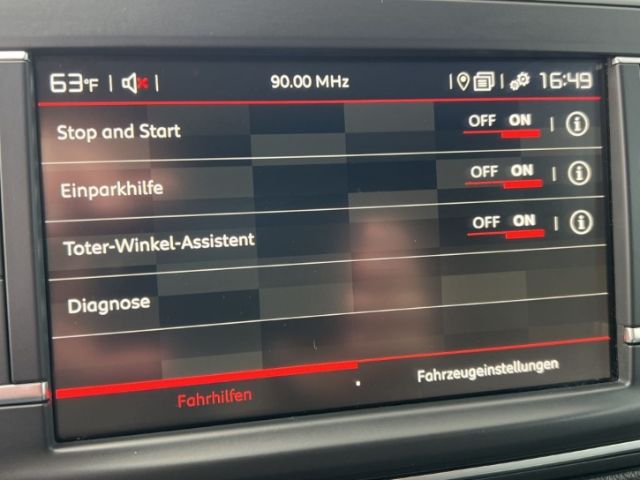 63°F
90.00 MHz
16:49
Stop and Start OFF ON
Einparkhilfe OFF ON
Toter-Winkel-Assistent OFF ON
Diagnose
Fahrhilfen
Fahrzeugeinstellungen